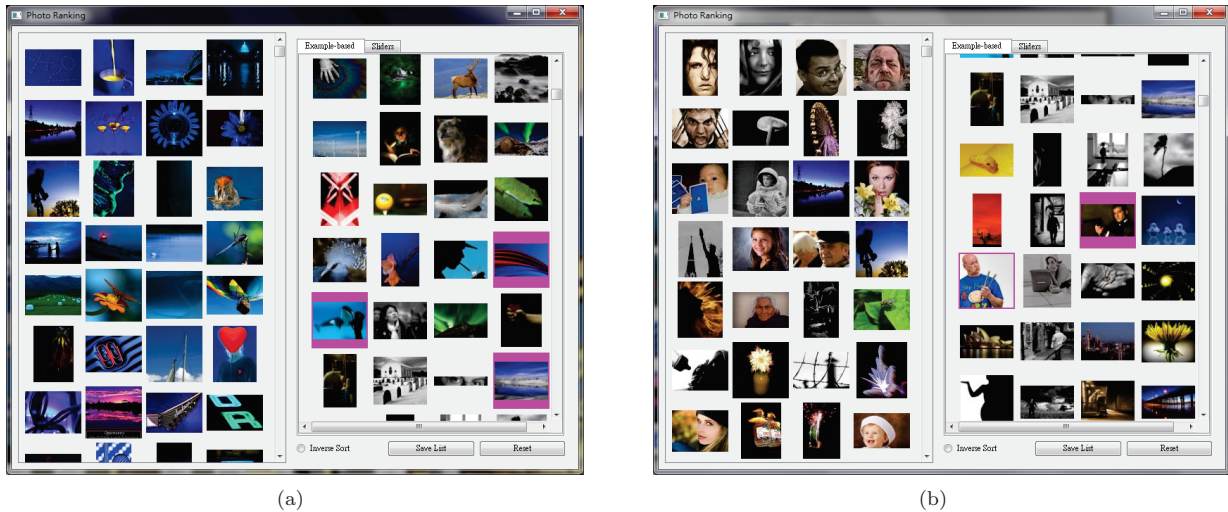 Photo Ranking
Example-based Sliders
Inverse Sort Save List Reset
(a)
Photo Ranking
Example-based Sliders
Inverse Sort Save List Reset
(b)